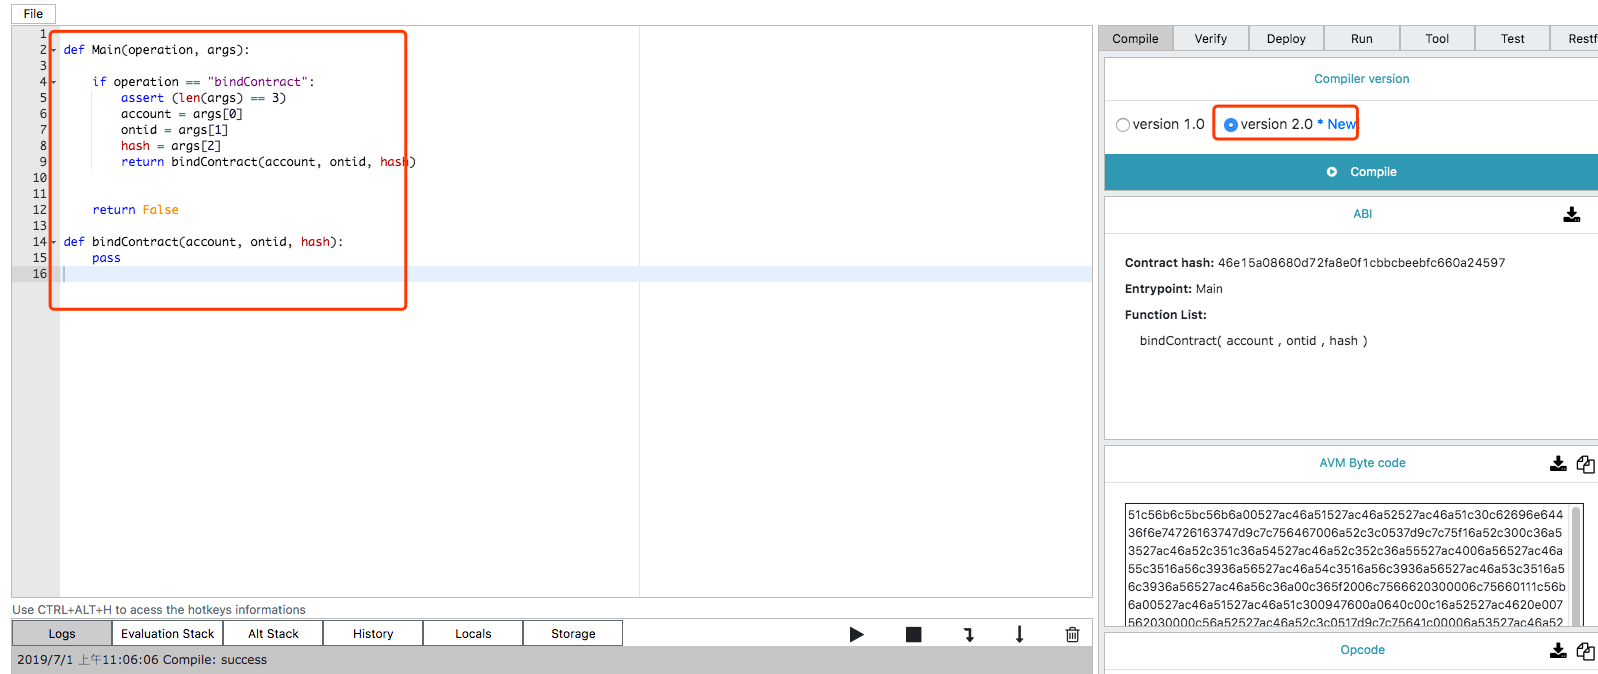 File
1
2 def Main(operation, args):
3
4 if operation == "bindContract":
5 assert (len(args) == 3)
6 account = args[0]
7 ontid = args[1]
8 hash = args[2]
9 return bindContract(account, ontid, hash)
10
11
12 return False
13
14 def bindContract(account, ontid, hash):
15 pass
16
Use CTRL+ALT+H to acess the hotkeys informations
Logs Evaluation Stack Alt Stack History Locals Storage
2019/7/1 上午11:06:06 Compile: success
Compile Verify Deploy Run Tool Test Restf
Compiler version
version 1.0 version 2.0 * New
Compile
ABI
Contract hash: 46e15a08680d72fa8e0f1cbbcbeebfc660a24597
Entrypoint: Main
Function List:
bindContract( account , ontid , hash )
AVM Byte code
51c56b6c5bc56b6a00527ac46a51527ac46a52527ac46a51c30c62696e644
36f6e74726163747d9c7c756467006a52c3c0537d9c7c75f16a52c300c36a5
3527ac46a52c351c36a54527ac46a52c352c36a55527ac4006a56527ac46a
55c3516a56c3936a56527ac46a54c3516a56c3936a56527ac46a53c3516a5
6c3936a56527ac46a56c36a00c365f2006c7566620300006c75660111c56b
6a00527ac46a51527ac46a51c300947600a0640c00c16a52527ac4620e007
562030000c56a52527ac46a52c3c0517d9c7c75641c00006a53527ac46a52
Opcode